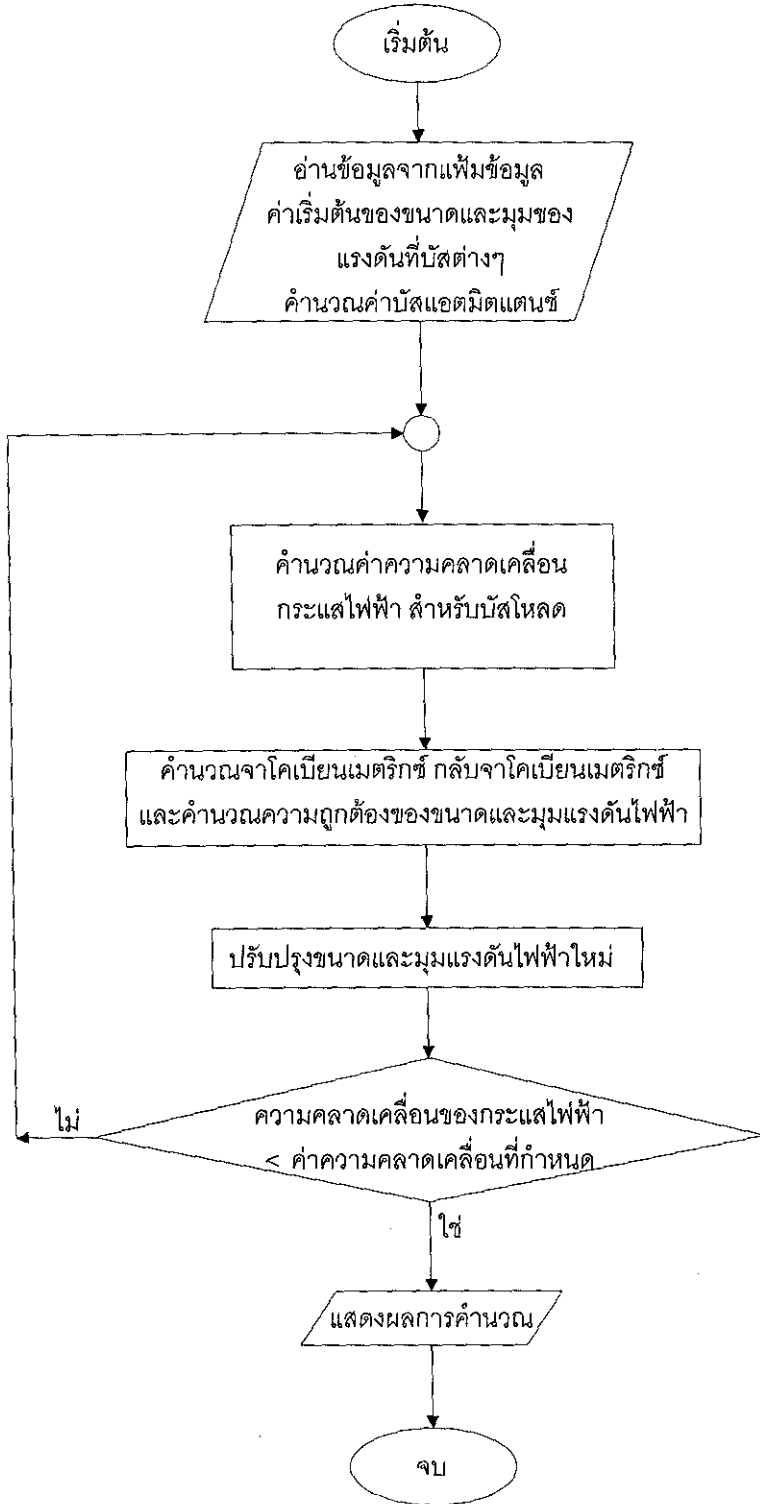 เริ่มต้น
อ่านข้อมูลจากแฟ้มข้อมูล
ค่าเริ่มต้นของขนาดและมุมของ
แรงดันที่บัสต่างๆ
คำนวณค่าบัสแอตมิตแตนซ์
คำนวณค่าความคลาดเคลื่อน
กระแสไฟฟ้า สำหรับบัสโหลด
คำนวณจาโคเบียนเมตริกซ์ กลับจาโคเบียนเมตริกซ์
และคำนวณความถูกต้องของขนาดและมุมแรงดันไฟฟ้า
ปรับปรุงขนาดและมุมแรงดันไฟฟ้าใหม่
ไม่
ความคลาดเคลื่อนของกระแสไฟฟ้า
< ค่าความคลาดเคลื่อนที่กำหนด
ใช่
แสดงผลการคำนวณ
จบ